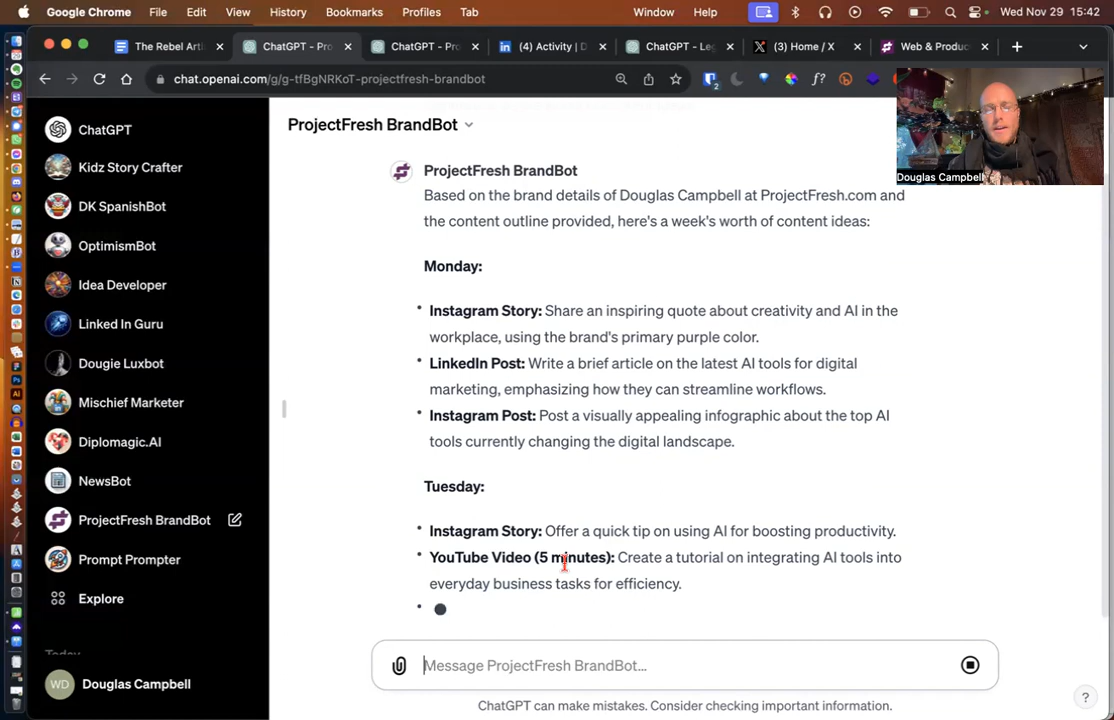 Google Chrome File Edit View History Bookmarks Profiles Tab Window Help Wed Nov 29 15:42
The Rebel Arti ChatGPT - Pro ChatGPT - Pro (4) Activity | D ChatGPT - Leg (4) Home / X Web & Produc
chat.openai.com/g/g-tfBgNRKoT-projectfresh-brandbot
f?
2
Douglas Campbell
ChatGPT
Kidz Story Crafter
DK SpanishBot
OptimismBot
Idea Developer
Linked In Guru
Dougie Luxbot
Mischief Marketer
Diplomagic.AI
NewsBot
ProjectFresh BrandBot
Prompt Prompter
Explore
Today
WD Douglas Campbell
ProjectFresh BrandBot
ProjectFresh BrandBot
Based on the brand details of Douglas Campbell at ProjectFresh.com and
the content outline provided, here's a week's worth of content ideas:
Monday:
• Instagram Story: Share an inspiring quote about creativity and AI in the
workplace, using the brand's primary purple color.
• LinkedIn Post: Write a brief article on the latest AI tools for digital
marketing, emphasizing how they can streamline workflows.
• Instagram Post: Post a visually appealing infographic about the top AI
tools currently changing the digital landscape.
Tuesday:
• Instagram Story: Offer a quick tip on using AI for boosting productivity.
• YouTube Video (5 minutes): Create a tutorial on integrating AI tools into
everyday business tasks for efficiency.
Message ProjectFresh BrandBot...
ChatGPT can make mistakes. Consider checking important information.
?